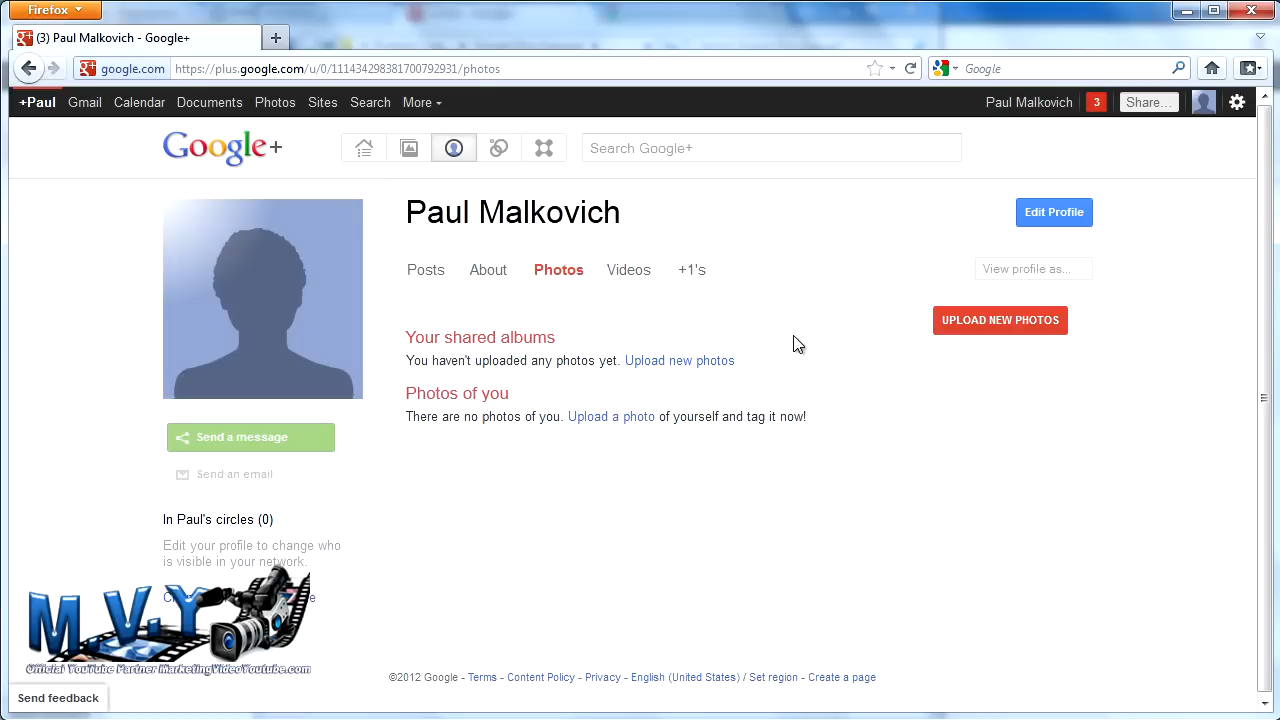 Firefox
(3) Paul Malkovich - Google+
google.com https://plus.google.com/u/0/111434298381700792931/photos Google
+Paul Gmail Calendar Documents Photos Sites Search More Paul Malkovich 3 Share...
Google+ Search Google+
Paul Malkovich Edit Profile
Posts About Photos Videos +1's View profile as...
UPLOAD NEW PHOTOS
Your shared albums
You haven't uploaded any photos yet. Upload new photos
Photos of you
There are no photos of you. Upload a photo of yourself and tag it now!
Send a message
Send an email
In Paul's circles (0)
Edit your profile to change who
is visible in your network.
M.V.Y
Official YouTube Partner MarketingVideoYoutube.com
©2012 Google - Terms - Content Policy - Privacy - English (United States) / Set region - Create a page
Send feedback